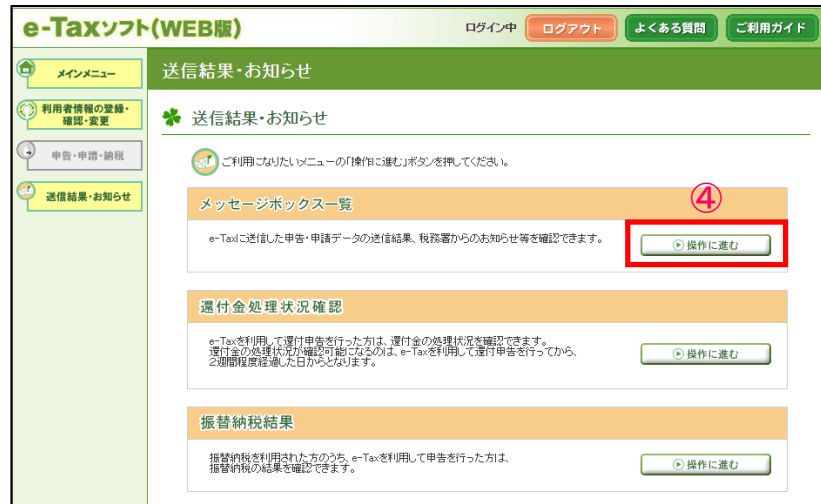 e-Taxソフト(WEB版)
ログイン中
ログアウト
よくある質問
ご利用ガイド
メインメニュー
利用者情報の登録・
確認・変更
申告・申請・納税
送信結果・お知らせ
送信結果・お知らせ
送信結果・お知らせ
ご利用になりたいメニューの「操作に進む」ボタンを押してください。
メッセージボックス一覧
④
e-Taxに送信した申告・申請データの送信結果、税務署からのお知らせ等を確認できます。
操作に進む
還付金処理状況確認
e-Taxを利用して還付申告を行った方は、還付金の処理状況を確認できます。
還付金の処理状況が確認可能になるのは、e-Taxを利用して還付申告を行ってから、
2週間程度経過した日からとなります。
操作に進む
振替納税結果
振替納税を利用された方のうち、e-Taxを利用して申告を行った方は、
振替納税の結果を確認できます。
操作に進む